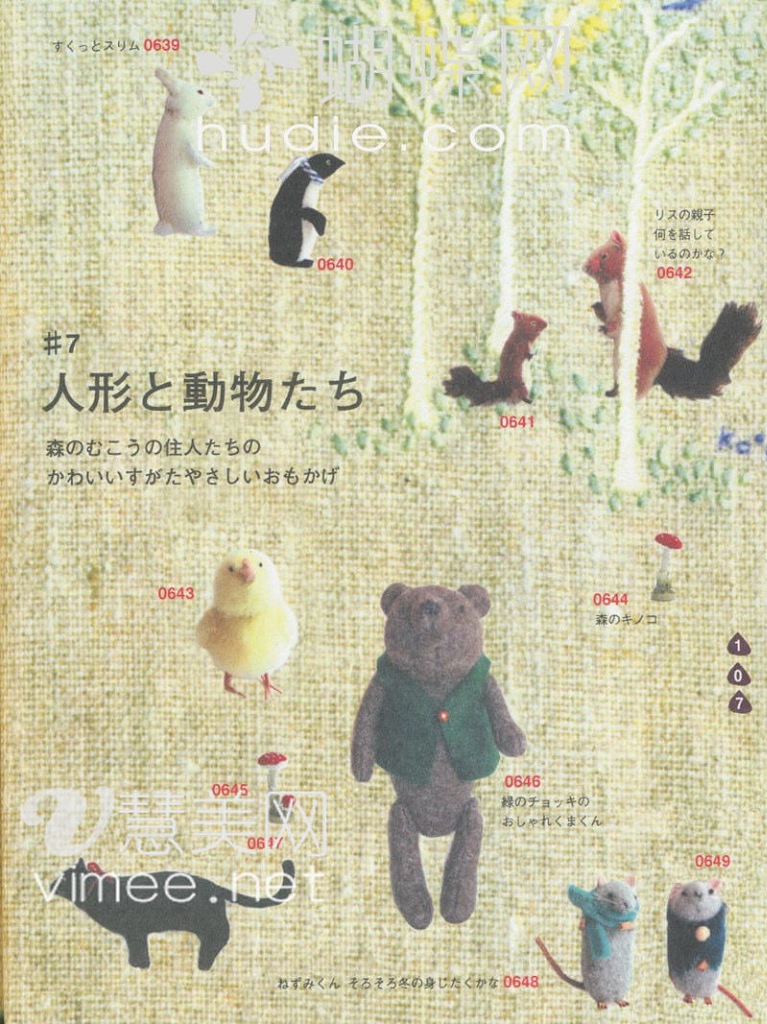 すくっとスリム 0639
蝴蝶网
hudie.com
0640
リスの親子
何を話して
いるのかな?
0642
0641
#7
人形と動物たち
森のむこうの住人たちの
かわいいすがたやさしいおもかげ
0643
0644
森のキノコ
107
0645
0646
緑のチョッキの
おしゃれくまくん
慧美网
0647
vimee.net
0649
ねずみくん そろそろ冬の身じたくかな 0648